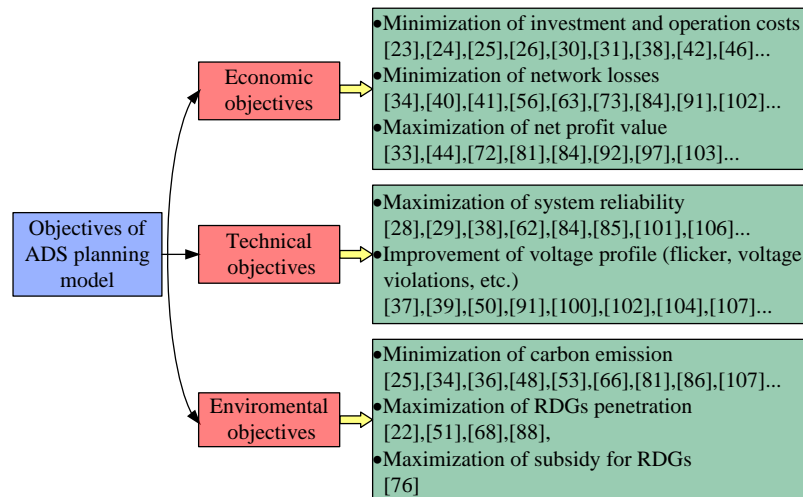 Objectives of
ADS planning
model
Economic
objectives
●Minimization of investment and operation costs
[23],[24],[25],[26],[30],[31],[38],[42],[46]...
●Minimization of network losses
[34],[40],[41],[56],[63],[73],[84],[91],[102]...
●Maximization of net profit value
[33],[44],[72],[81],[84],[92],[97],[103]...
Technical
objectives
●Maximization of system reliability
[28],[29],[38],[62],[84],[85],[101],[106]...
●Improvement of voltage profile (flicker, voltage
violations, etc.)
[37],[39],[50],[91],[100],[102],[104],[107]...
Enviromental
objectives
●Minimization of carbon emission
[25],[34],[36],[48],[53],[66],[81],[86],[107]...
●Maximization of RDGs penetration
[22],[51],[68],[88],
●Maximization of subsidy for RDGs
[76]